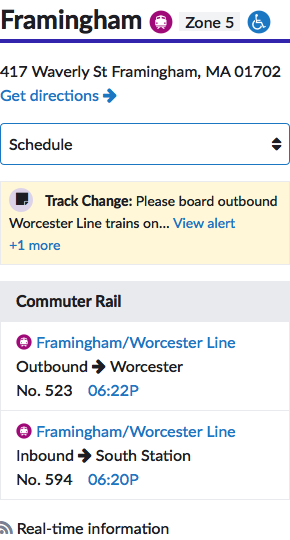 Framingham Zone 5
417 Waverly St Framingham, MA 01702
Get directions
Schedule
Track Change: Please board outbound
Worcester Line trains on... View alert
+1 more
Commuter Rail
Framingham/Worcester Line
Outbound Worcester
No. 523 06:22P
Framingham/Worcester Line
Inbound South Station
No. 594 06:20P
Real-time information